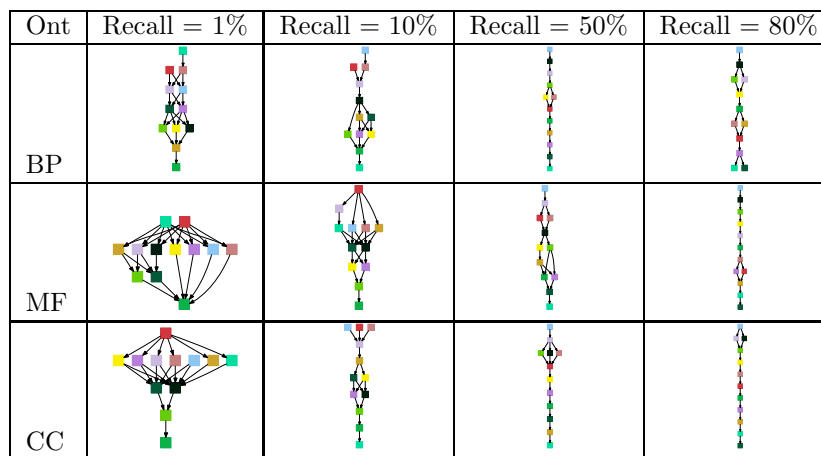 Ont Recall = 1% Recall = 10% Recall = 50% Recall = 80%
BP
MF
CC